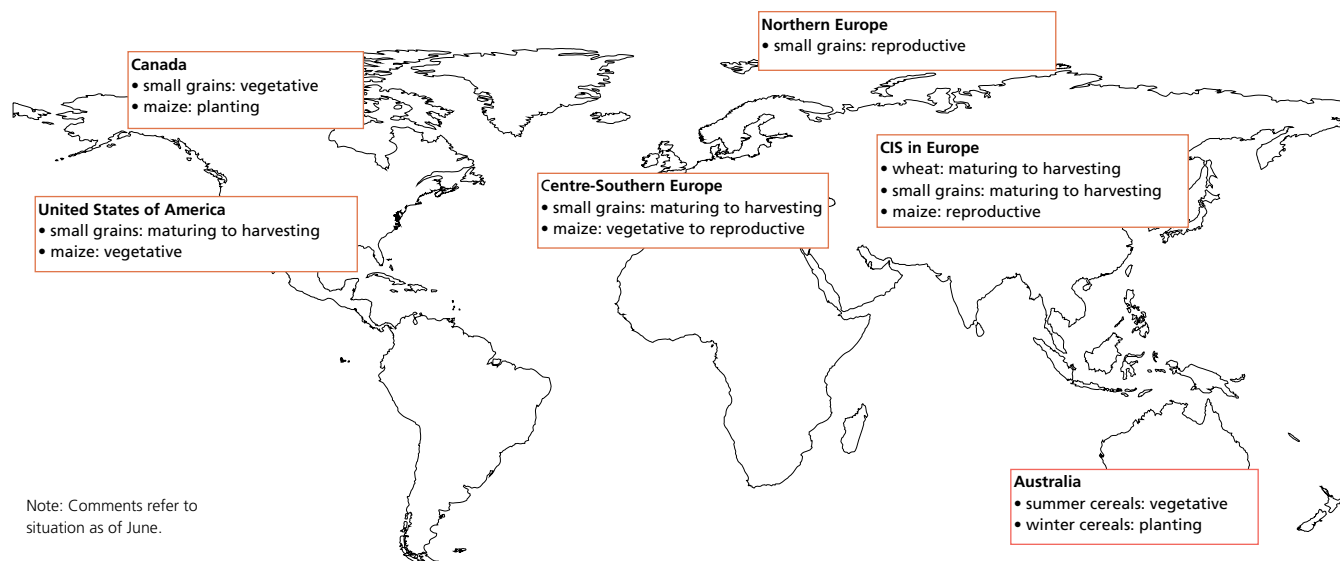 Northern Europe
• small grains: reproductive
Canada
• small grains: vegetative
• maize: planting
CIS in Europe
• wheat: maturing to harvesting
• small grains: maturing to harvesting
• maize: reproductive
Centre-Southern Europe
• small grains: maturing to harvesting
• maize: vegetative to reproductive
United States of America
• small grains: maturing to harvesting
• maize: vegetative
Australia
• summer cereals: vegetative
• winter cereals: planting
Note: Comments refer to
situation as of June.